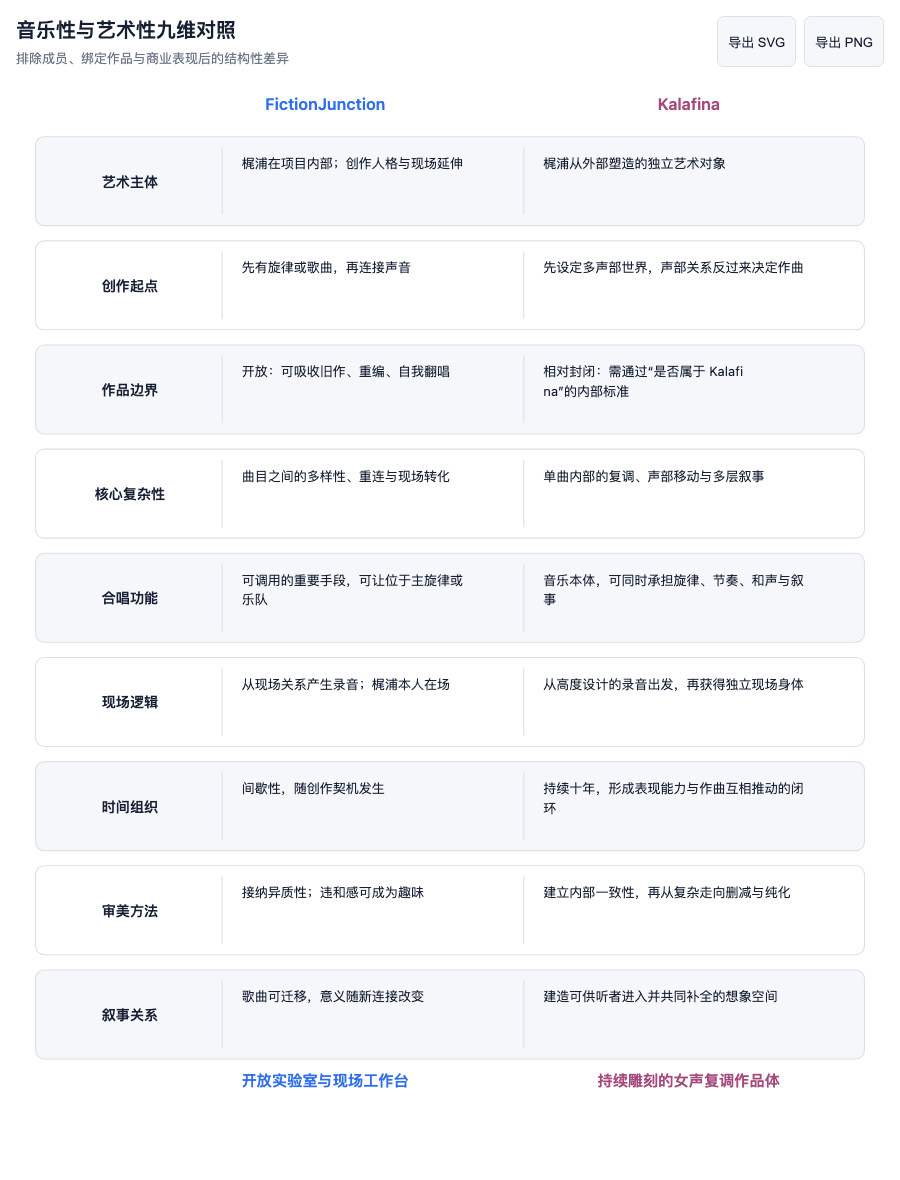 音乐性与艺术性九维对照
排除成员、绑定作品与商业表现后的结构性差异
导出 SVG
导出 PNG
FictionJunction
Kalafina
艺术主体
梶浦在项目内部；创作人格与现场延伸
梶浦从外部塑造的独立艺术对象
创作起点
先有旋律或歌曲，再连接声音
先设定多声部世界，声部关系反过来决定作曲
作品边界
开放：可吸收旧作、重编、自我翻唱
相对封闭：需通过“是否属于 Kalafi
na”的内部标准
核心复杂性
曲目之间的多样性、重连与现场转化
单曲内部的复调、声部移动与多层叙事
合唱功能
可调用的重要手段，可让位于主旋律或
乐队
音乐本体，可同时承担旋律、节奏、和声与叙
事
现场逻辑
从现场关系产生录音；梶浦本人在场
从高度设计的录音出发，再获得独立现场身体
时间组织
间歇性，随创作契机发生
持续十年，形成表现能力与作曲互相推动的闭
环
审美方法
接纳异质性；违和感可成为趣味
建立内部一致性，再从复杂走向删减与纯化
叙事关系
歌曲可迁移，意义随新连接改变
建造可供听者进入并共同补全的想象空间
开放实验室与现场工作台
持续雕刻的女声复调作品体